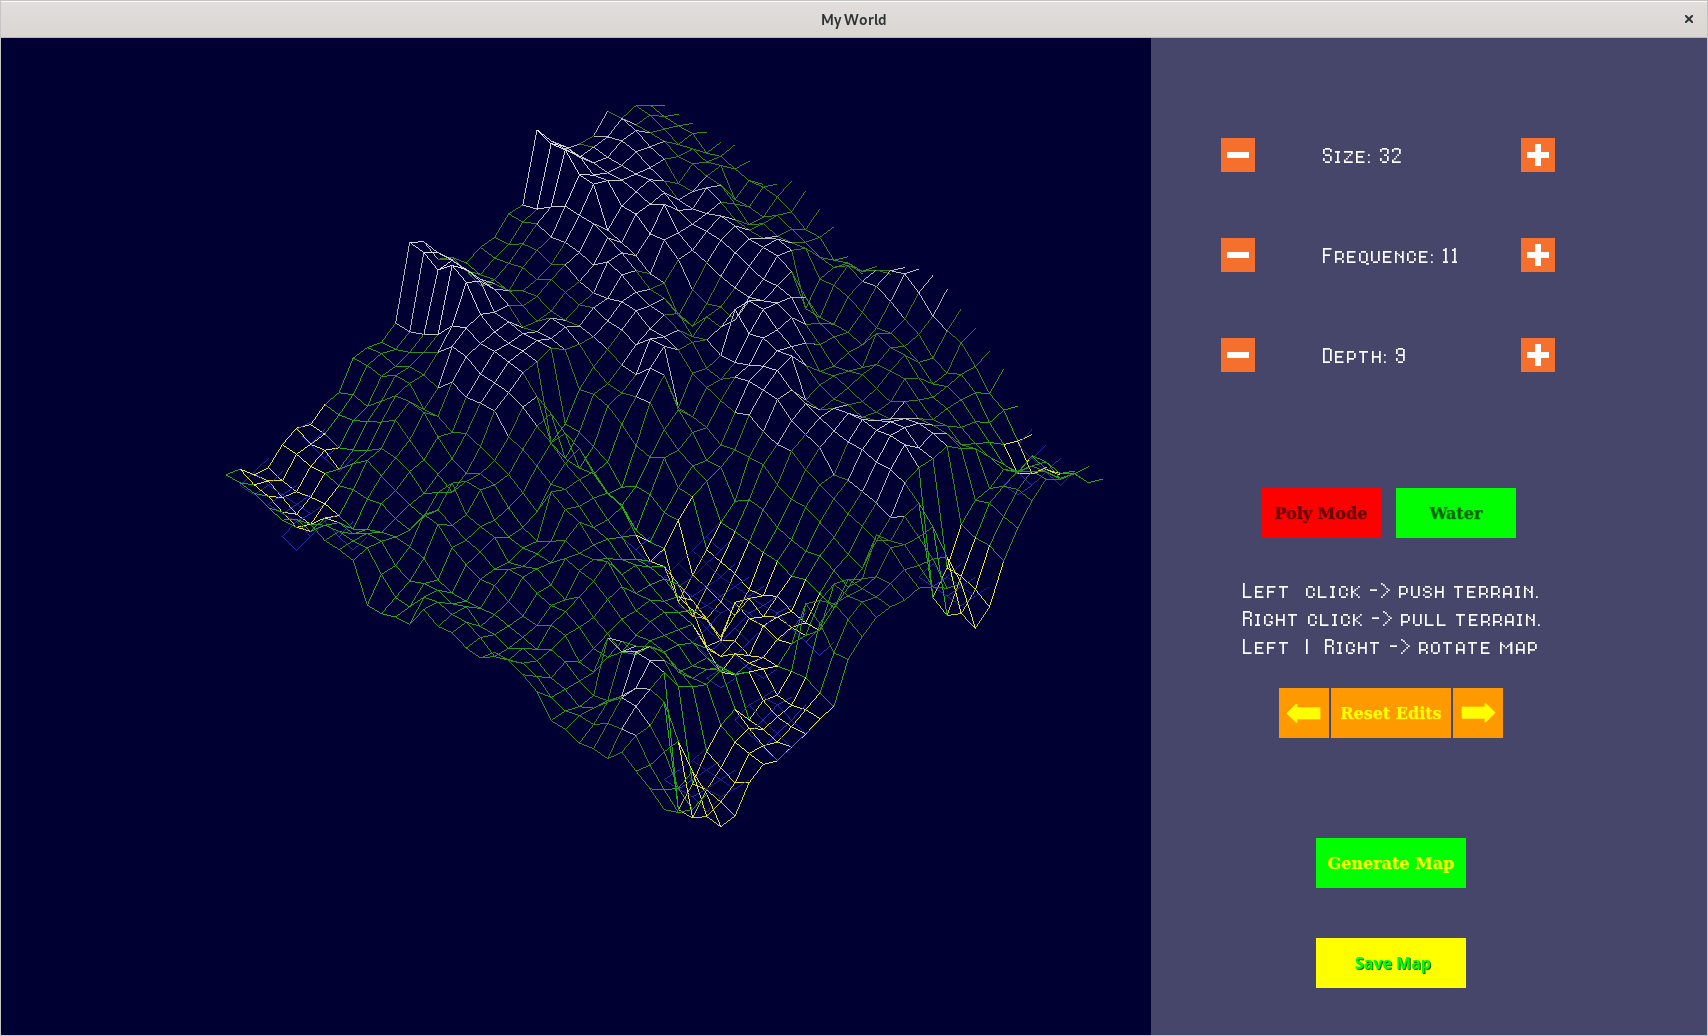 My World
Size: 32
Frequence: 11
Depth: 9
Poly Mode
Water
Left click -> push terrain.
Right click -> pull terrain.
Left | Right -> rotate map
Reset Edits
Generate Map
Save Map